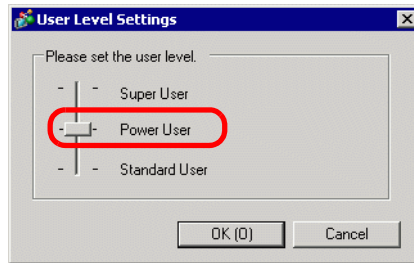 User Level Settings
Please set the user level.
Super User
Power User
Standard User
OK (O)
Cancel